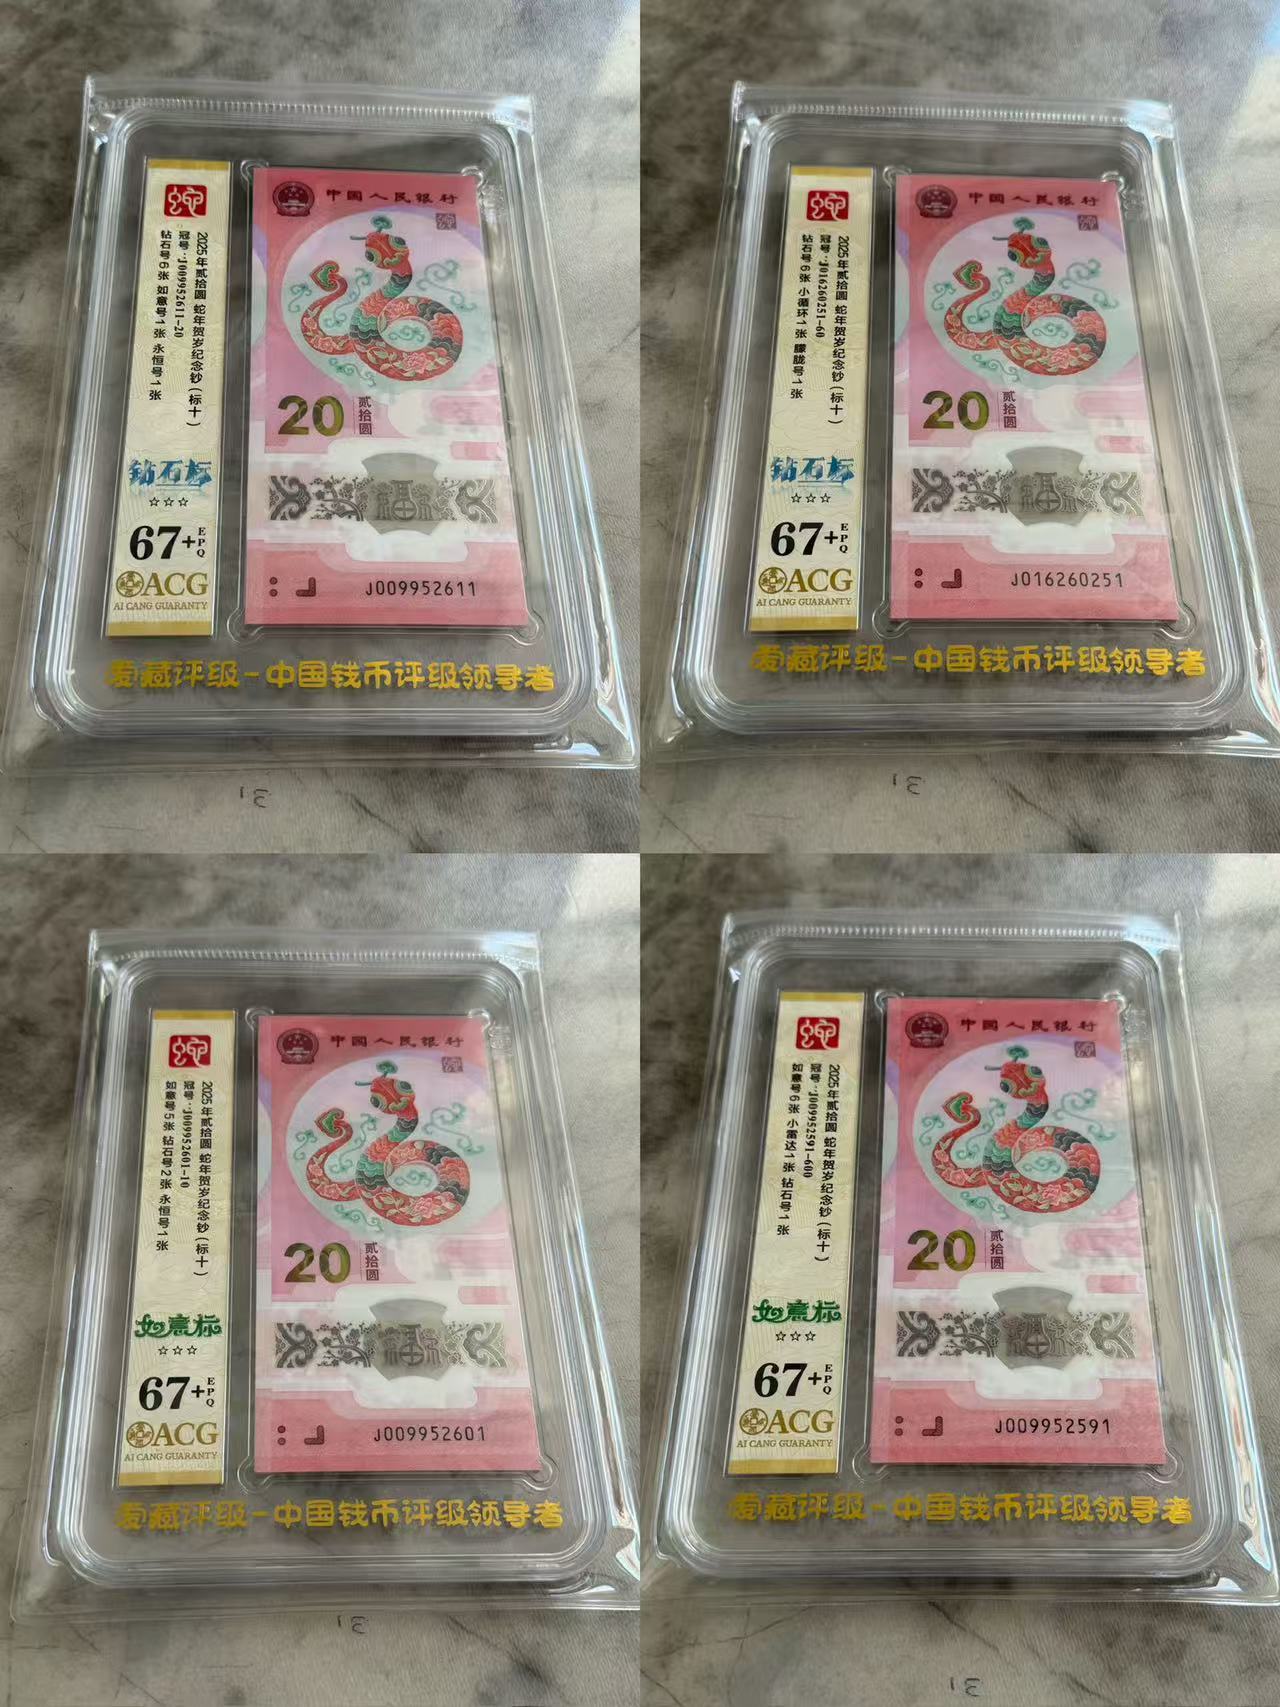 蛇
2025年贰拾圆 蛇年贺岁纪念钞(标十)
冠号:J009952611-20
钻石号6张 如意号1张 永恒号1张
钻石标
☆☆☆
67+EPQ
ACG
AI CANG GUARANTY
中国人民银行
20
贰拾圆
福
J009952611
爱藏评级-中国钱币评级领导者
蛇
2025年贰拾圆 蛇年贺岁纪念钞(标十)
冠号:J016260251-60
钻石号6张 小循环1张 朦胧号1张
钻石标
☆☆☆
67+EPQ
ACG
AI CANG GUARANTY
中国人民银行
20
贰拾圆
福
J016260251
爱藏评级-中国钱币评级领导者
蛇
2025年贰拾圆 蛇年贺岁纪念钞(标十)
冠号:J009952601-10
如意号5张 钻石号2张 永恒号1张
如意标
☆☆☆
67+EPQ
ACG
AI CANG GUARANTY
中国人民银行
20
贰拾圆
福
J009952601
爱藏评级-中国钱币评级领导者
蛇
2025年贰拾圆 蛇年贺岁纪念钞(标十)
冠号:J009952591-600
如意号6张 小雷达1张 钻石号1张
如意标
☆☆☆
67+EPQ
ACG
AI CANG GUARANTY
中国人民银行
20
贰拾圆
福
J009952591
爱藏评级-中国钱币评级领导者